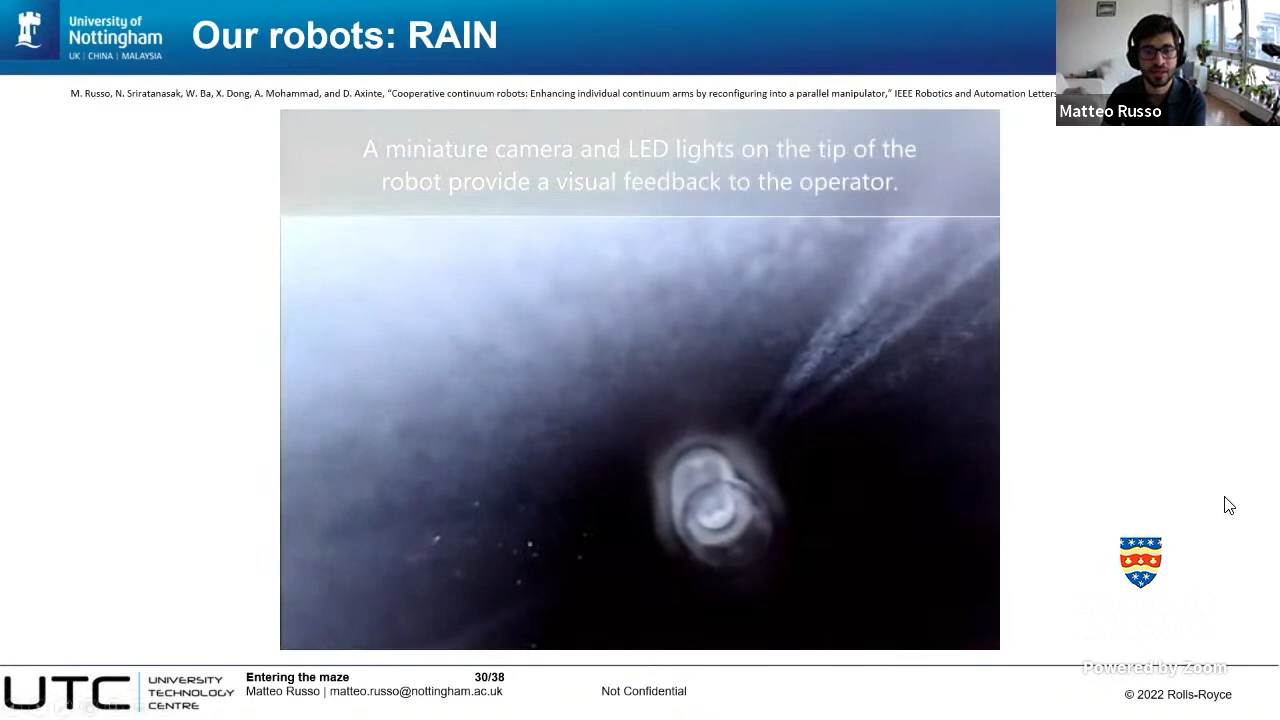 University of
Nottingham
UK | CHINA | MALAYSIA
Our robots: RAIN
M. Russo, N. Sriratanasak, W. Ba, X. Dong, A. Mohammad, and D. Axinte, “Cooperative continuum robots: Enhancing individual continuum arms by reconfiguring into a parallel manipulator,” IEEE Robotics and Automation Letters
Matteo Russo
A miniature camera and LED lights on the tip of the
robot provide a visual feedback to the operator.
Powered by Zoom
UTC
UNIVERSITY
TECHNOLOGY
CENTRE
Entering the maze 30/38
Matteo Russo | matteo.russo@nottingham.ac.uk
Not Confidential
© 2022 Rolls-Royce